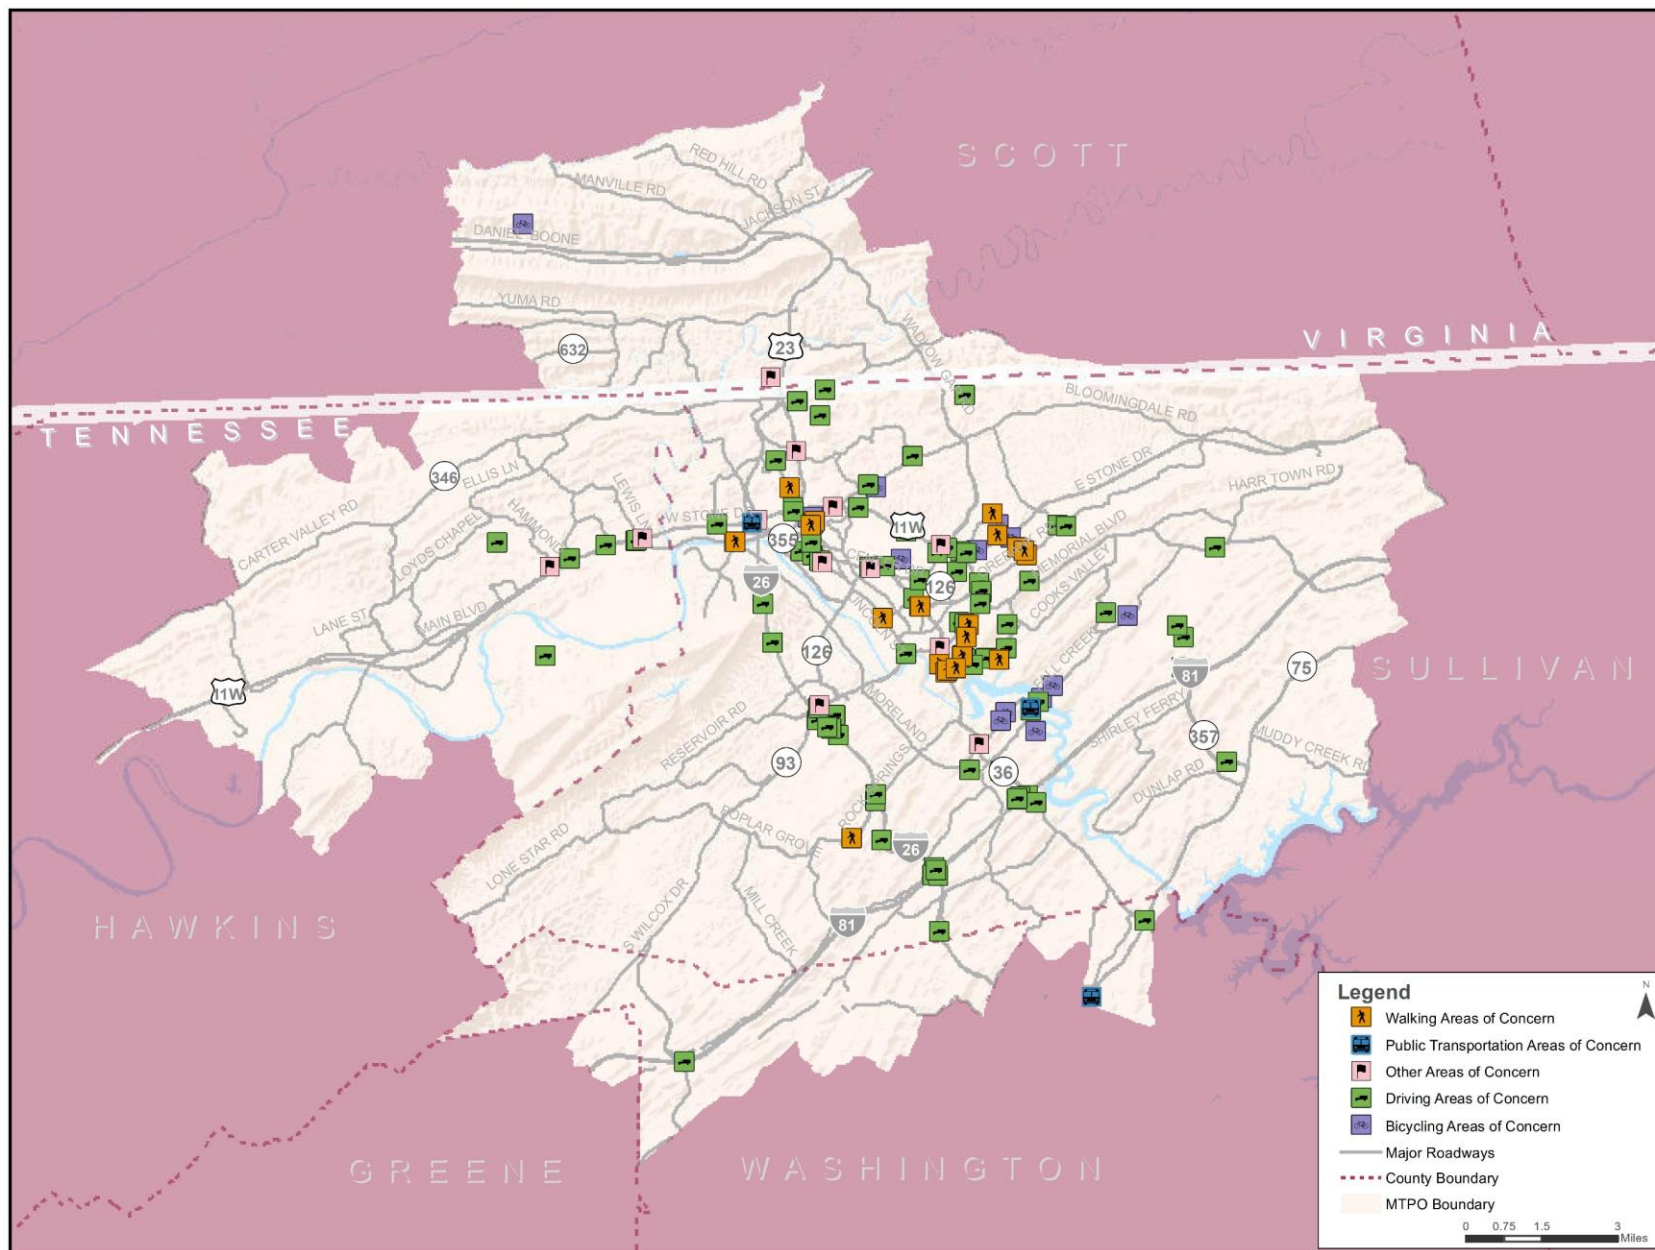 SCOTT
RED HILL RD
MANVILLE RD
JACKSON ST
DANIEL BOONE
YUMA RD
632
23
VIRGINIA
TENNESSEE
BLOOMINGDALE RD
346
ELLIS LN
LEWIS LN
W STONE D
E STONE DR
HARR TOWN RD
CARTER VALLEY RD
LOYDS CHAPEL
HAMMOND
355
11W
MEMORIAL BLVD
COOKS VALLEY
26
126
LANE ST
MAIN BLVD
126
11W
81
75
SULLIVAN
MORELAND
RESERVOIR RD
SHIRLEY FERRY
357
MUDDY CREEK RD
93
36
DUNLAP RD
POPLAR GROVE
LONE STAR RD
26
S WILCOX DR
MILL CREEK
81
HAWKINS
GREENE
WASHINGTON
Legend
N
Walking Areas of Concern
Public Transportation Areas of Concern
Other Areas of Concern
Driving Areas of Concern
Bicycling Areas of Concern
Major Roadways
County Boundary
MTPO Boundary
0 0.75 1.5 3
Miles